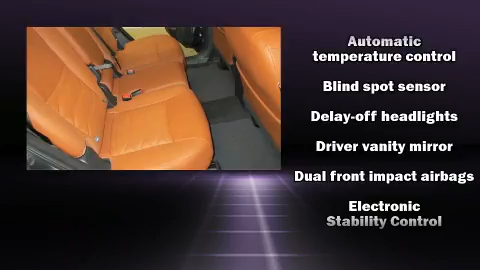 Automatic
temperature control
Blind spot sensor
Delay-off headlights
Driver vanity mirror
Dual front impact airbags
Electronic
Stability Control